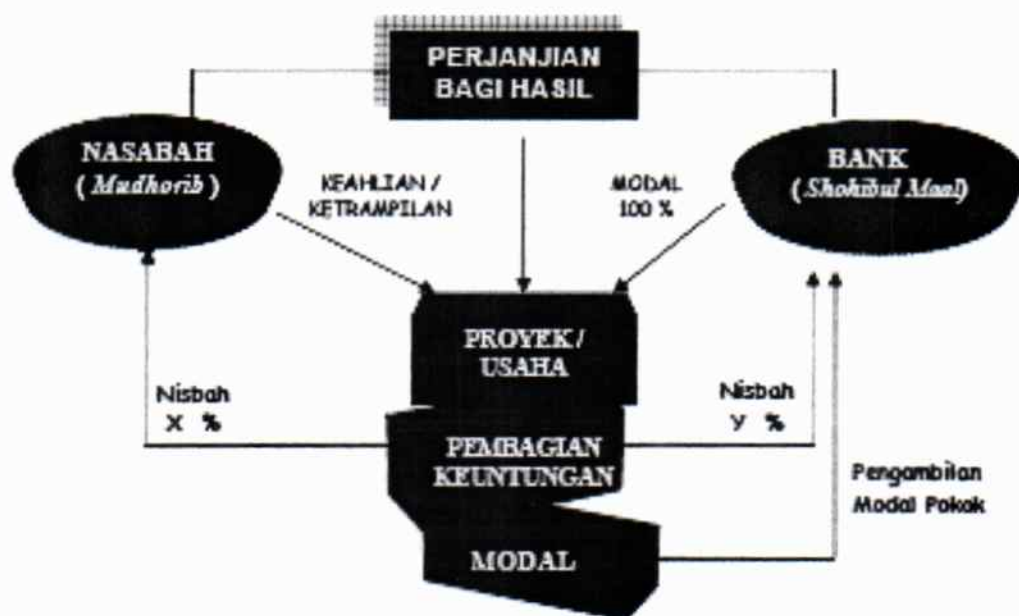 PERJANJIAN
BAGI HASIL
NASABAH
( Mudhorib )
BANK
( Shohibul Maal)
KEAHLIAN /
KETRAMPILAN
MODAL
100 %
PROYEK /
USAHA
Nisbah
X %
Nisbah
Y %
PEMBAGIAN
KEUNTUNGAN
Pengambilan
Modal Pokok
MODAL